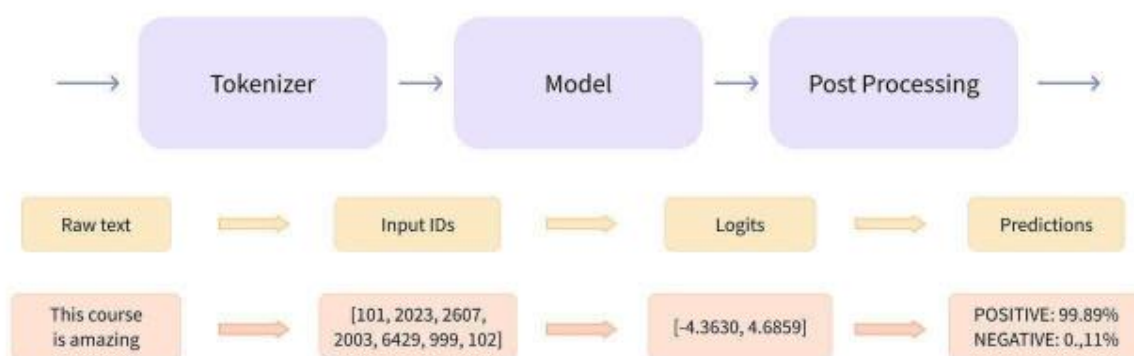 Tokenizer
Model
Post Processing
Raw text
Input IDs
Logits
Predictions
This course
is amazing
[101, 2023, 2607,
2003, 6429, 999, 102]
[-4.3630, 4.6859]
POSITIVE: 99.89%
NEGATIVE: 0.,11%